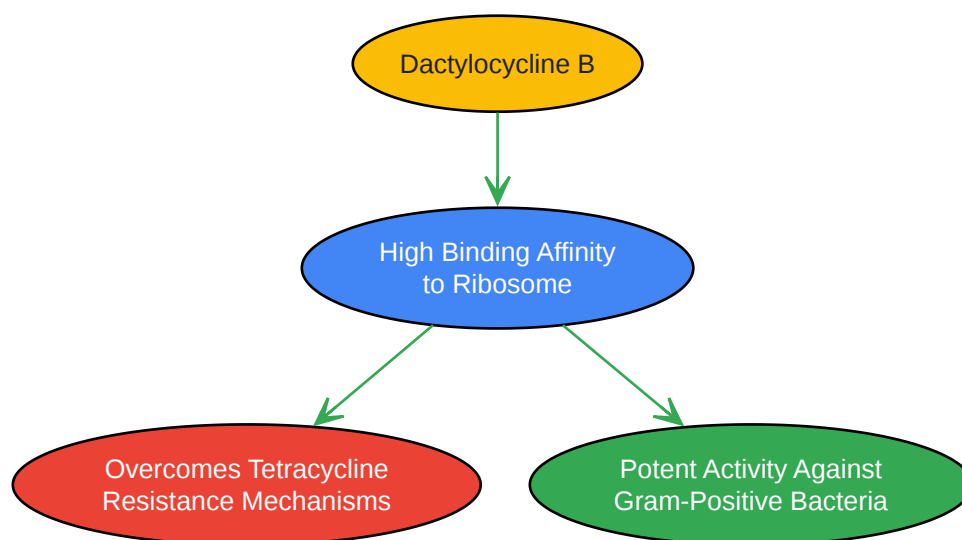 Dactylocycline B
High Binding Affinity
to Ribosome
Overcomes Tetracycline
Resistance Mechanisms
Potent Activity Against
Gram-Positive Bacteria